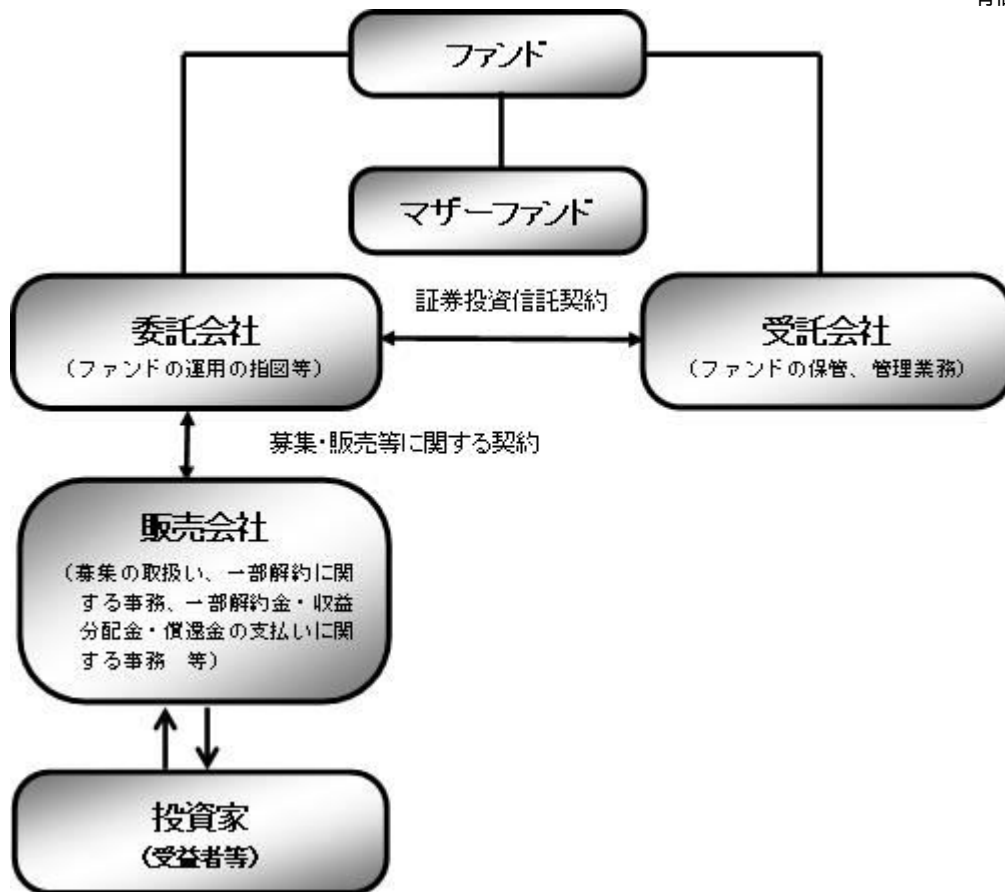 ファンド
マザーファンド
証券投資信託契約
委託会社
（ファンドの運用の指図等）
受託会社
（ファンドの保管、管理業務）
募集・販売等に関する契約
販売会社
（募集の取扱い、一部解約に関
する事務、一部解約金・収益
分配金・償還金の支払いに関
する事務　等）
投資家
（受益者等）